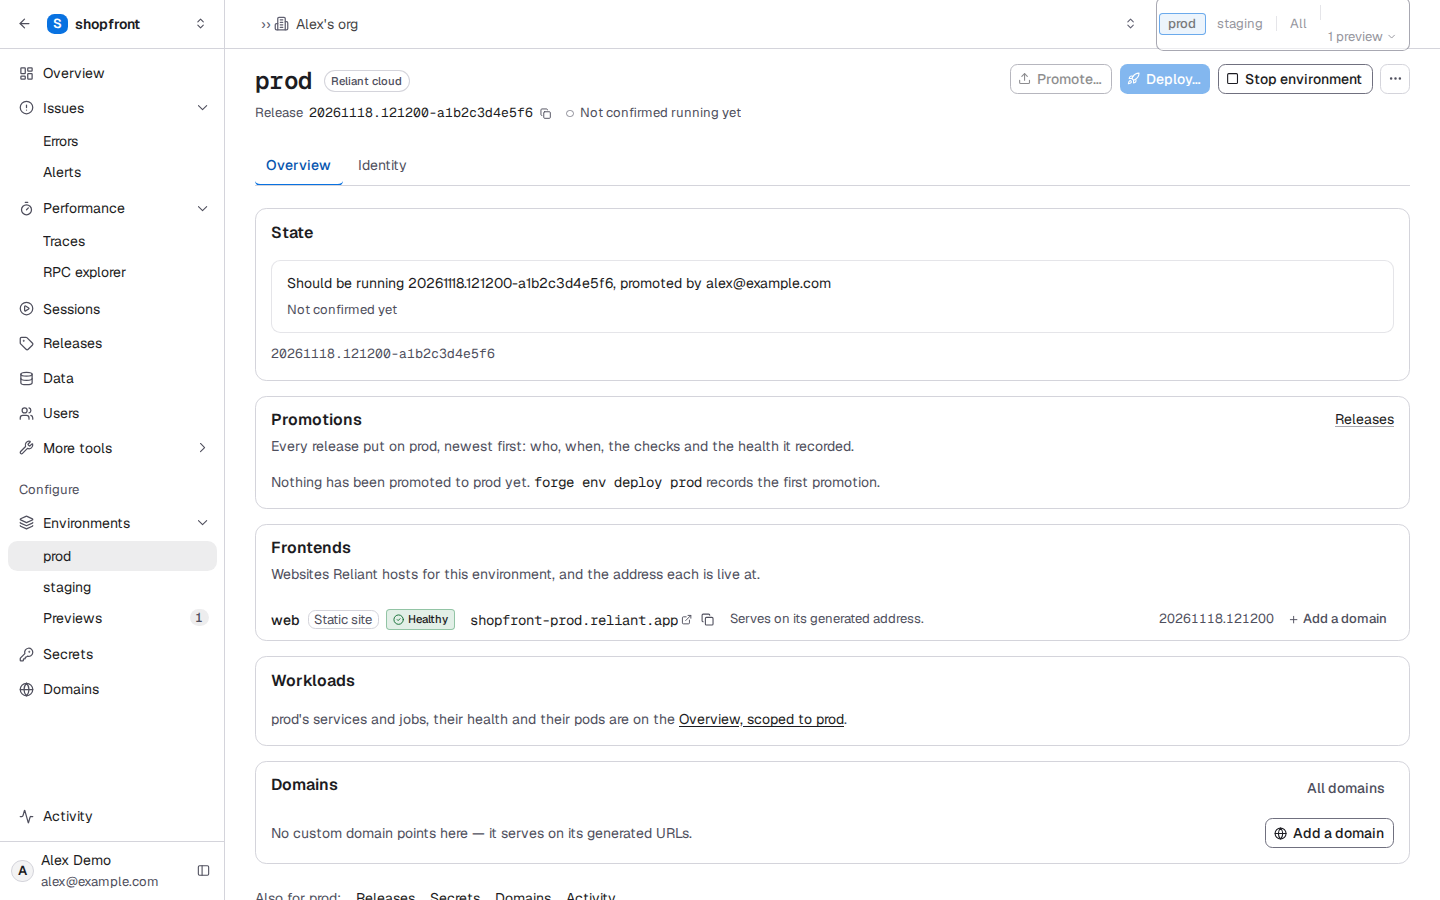 S shopfront
Overview
Issues
Errors
Alerts
Performance
Traces
RPC explorer
Sessions
Releases
Data
Users
More tools
Configure
Environments
prod
staging
Previews 1
Secrets
Domains
Activity
A Alex Demo
alex@example.com
›› Alex's org
prod staging All
1 preview
prod Reliant cloud
Promote... Deploy... Stop environment ...
Release 20261118.121200-a1b2c3d4e5f6 Not confirmed running yet
Overview Identity
State
Should be running 20261118.121200-a1b2c3d4e5f6, promoted by alex@example.com
Not confirmed yet
20261118.121200-a1b2c3d4e5f6
Promotions Releases
Every release put on prod, newest first: who, when, the checks and the health it recorded.
Nothing has been promoted to prod yet. forge env deploy prod records the first promotion.
Frontends
Websites Reliant hosts for this environment, and the address each is live at.
web Static site Healthy shopfront-prod.reliant.app Serves on its generated address. 20261118.121200 + Add a domain
Workloads
prod's services and jobs, their health and their pods are on the Overview, scoped to prod.
Domains All domains
No custom domain points here — it serves on its generated URLs. Add a domain
Also for prod: Releases Secrets Domains Activity